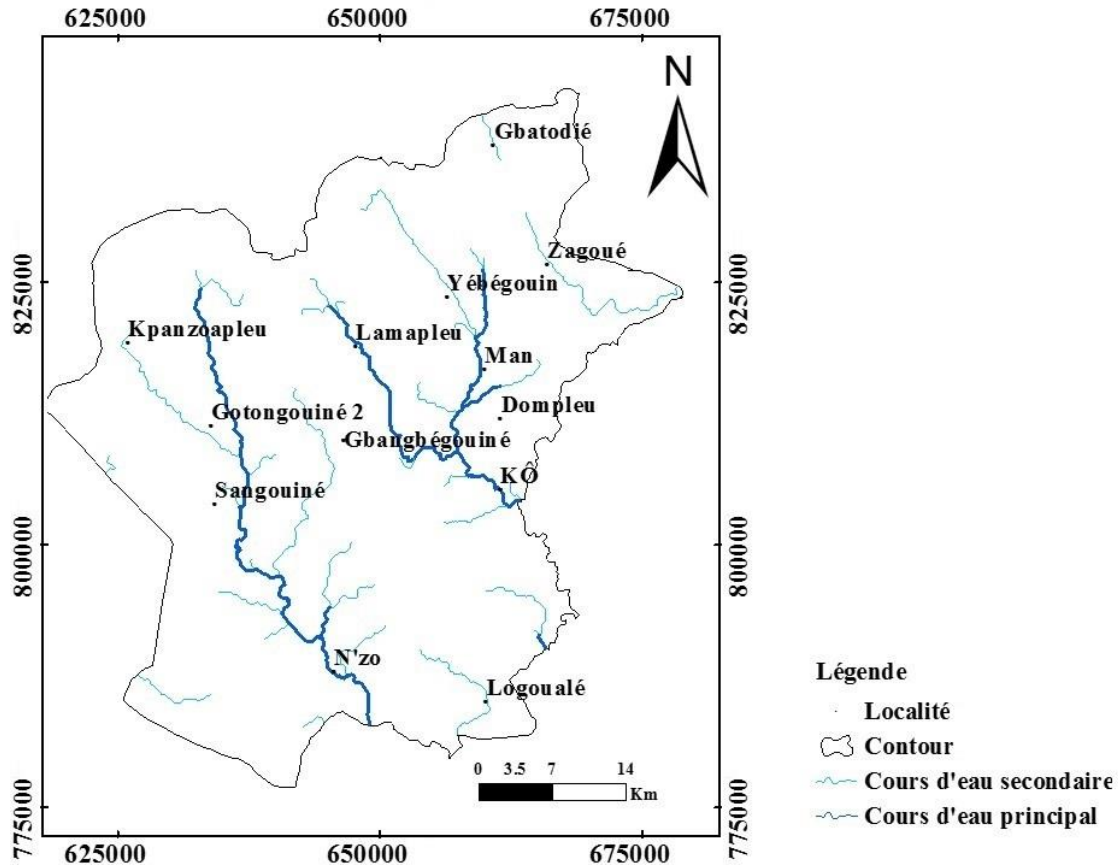 625000 650000 675000
N
Gbatodié
Zagoué
825000 825000
Yébégouin
Kpanzoapleu
Lamapleu
Man
Dompleu
Gotongouiné 2
Gbangbégouiné
KÔ
Sangouiné
800000 800000
N'zo
Logoualé
0 3.5 7 14
Km
775000 775000
625000 650000 675000
Légende
Localité
Contour
Cours d'eau secondaire
Cours d'eau principal